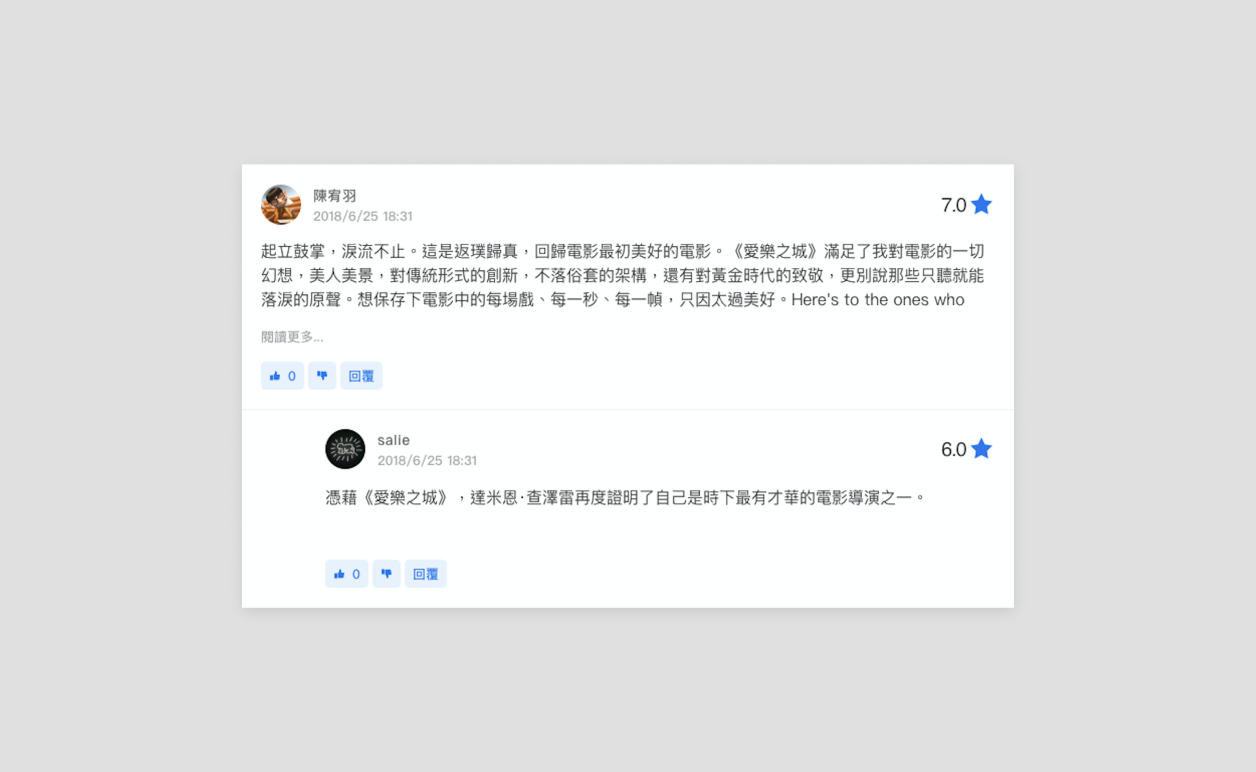 陳宥羽
2018/6/25 18:31
7.0
起立鼓掌，淚流不止。這是返璞歸真，回歸電影最初美好的電影。《愛樂之城》滿足了我對電影的一切
幻想，美人美景，對傳統形式的創新，不落俗套的架構，還有對黃金時代的致敬，更別說那些只聽就能
落淚的原聲。想保存下電影中的每場戲、每一秒、每一幀，只因太過美好。Here's to the ones who
閱讀更多...
0
回覆
salie
2018/6/25 18:31
6.0
憑藉《愛樂之城》，達米恩·查澤雷再度證明了自己是時下最有才華的電影導演之一。
0
回覆